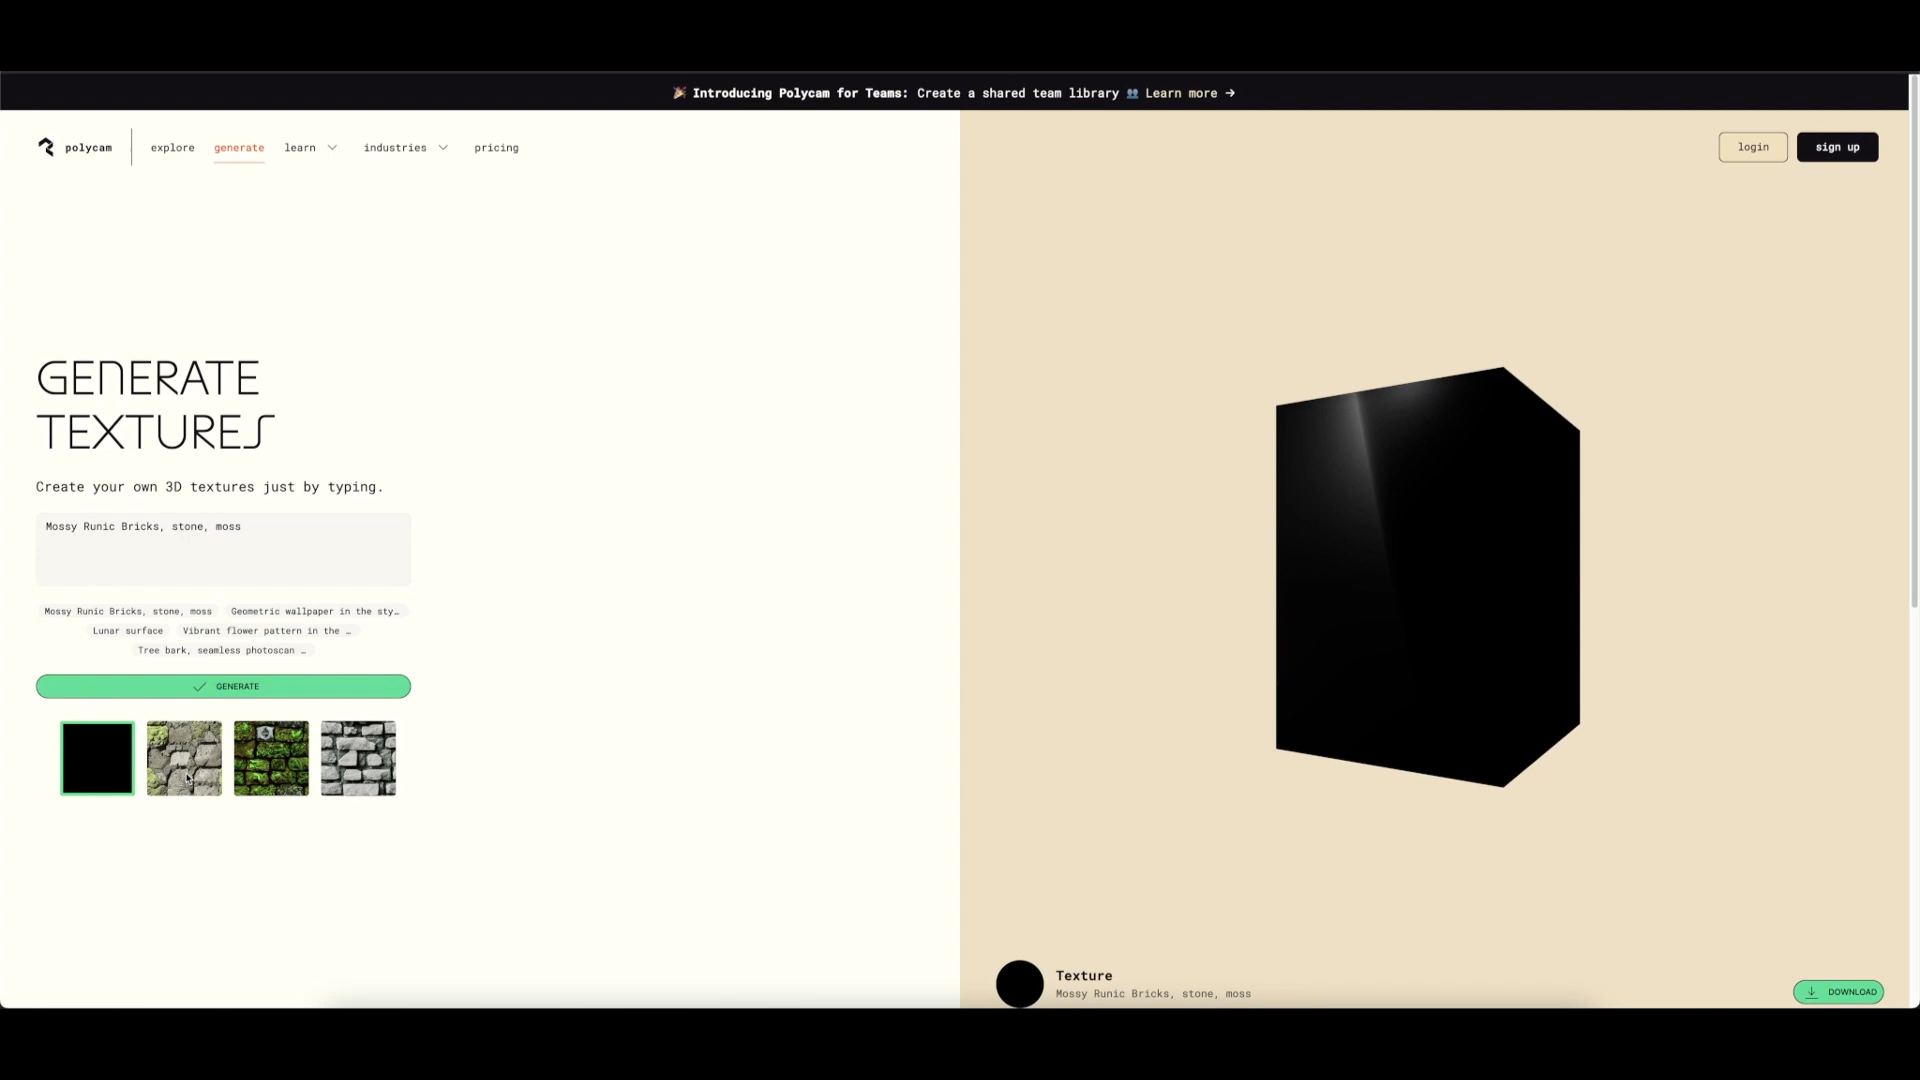 🎉 Introducing Polycam for Teams: Create a shared team library 👥 Learn more →
polycam
explore
generate
learn
industries
pricing
login
sign up
GENERATE
TEXTURES
Create your own 3D textures just by typing.
Mossy Runic Bricks, stone, moss
Mossy Runic Bricks, stone, moss
Geometric wallpaper in the sty…
Lunar surface
Vibrant flower pattern in the …
Tree bark, seamless photoscan …
GENERATE
Texture
Mossy Runic Bricks, stone, moss
DOWNLOAD